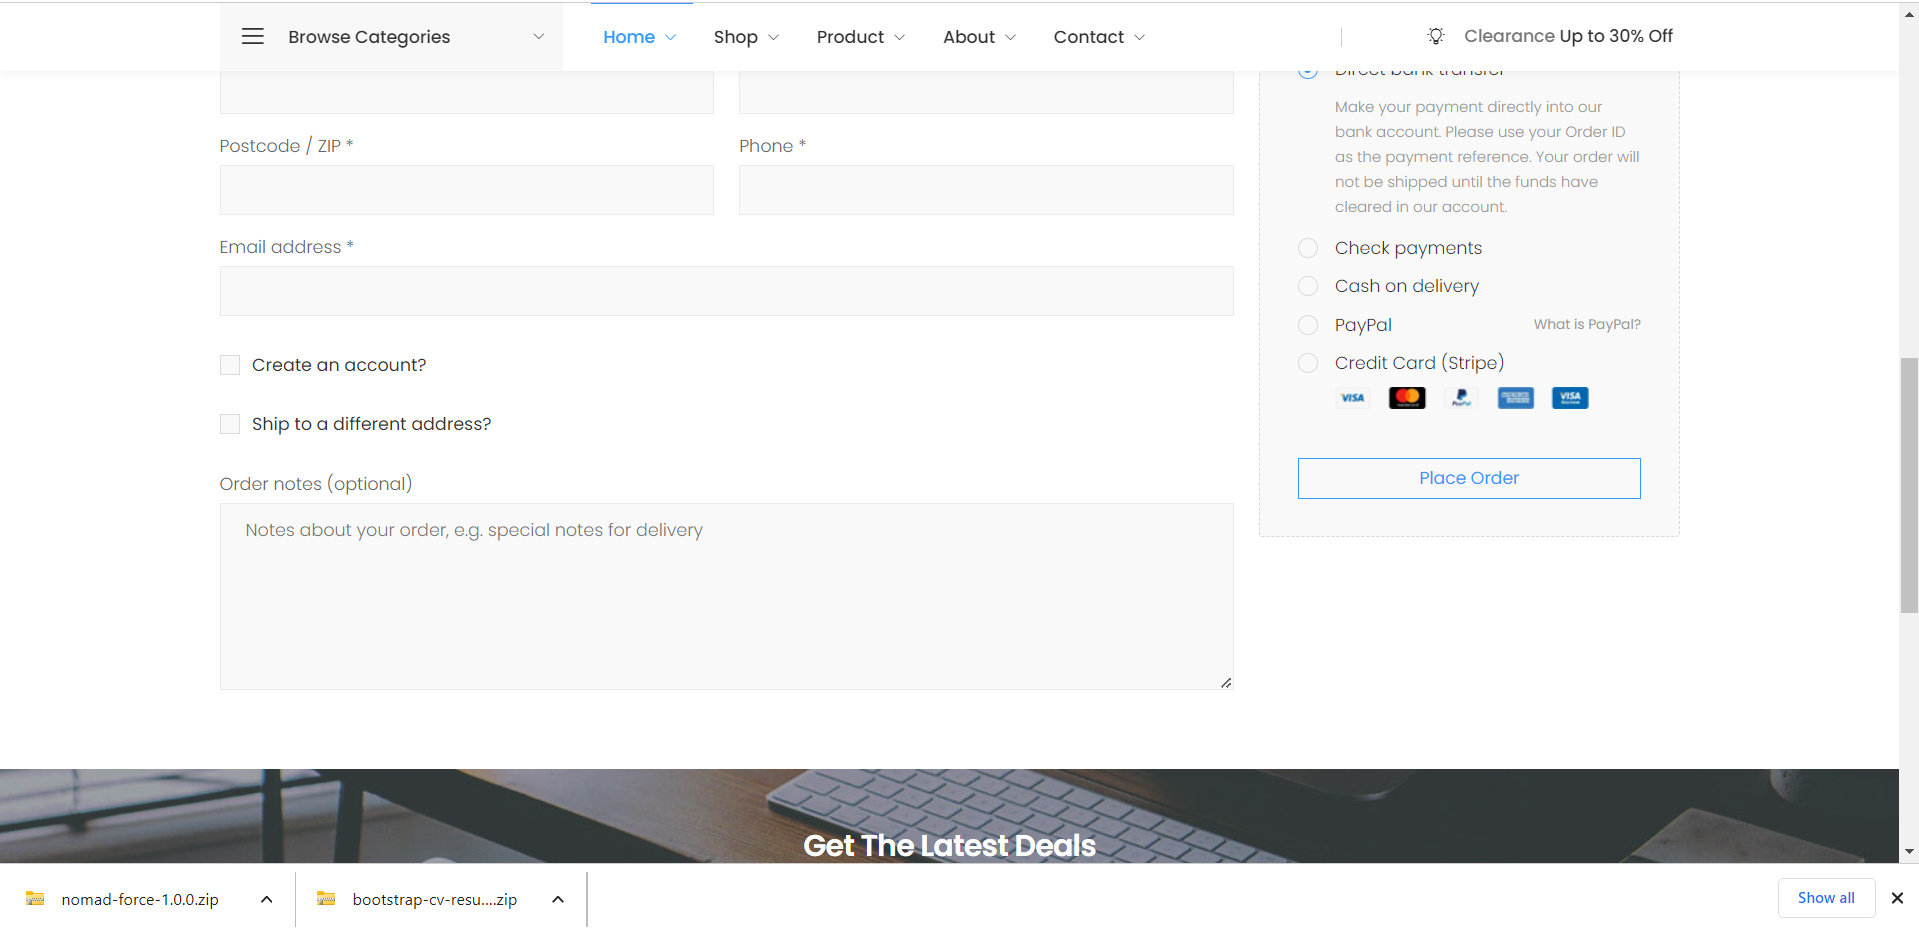 Browse Categories
Home
Shop
Product
About
Contact
Clearance Up to 30% Off
Direct bank transfer
Make your payment directly into our
bank account. Please use your Order ID
as the payment reference. Your order will
not be shipped until the funds have
cleared in our account.
Postcode / ZIP *
Phone *
Email address *
Check payments
Cash on delivery
PayPal
What is PayPal?
Credit Card (Stripe)
VISA
PayPal
VISA
Create an account?
Ship to a different address?
Place Order
Order notes (optional)
Notes about your order, e.g. special notes for delivery
Get The Latest Deals
nomad-force-1.0.0.zip
bootstrap-cv-resu....zip
Show all